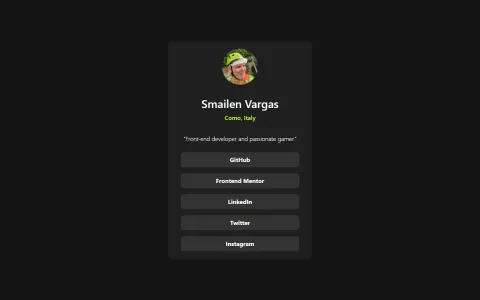 Smailen Vargas
Como, Italy
"Front-end developer and passionate gamer."
GitHub
Frontend Mentor
LinkedIn
Twitter
Instagram